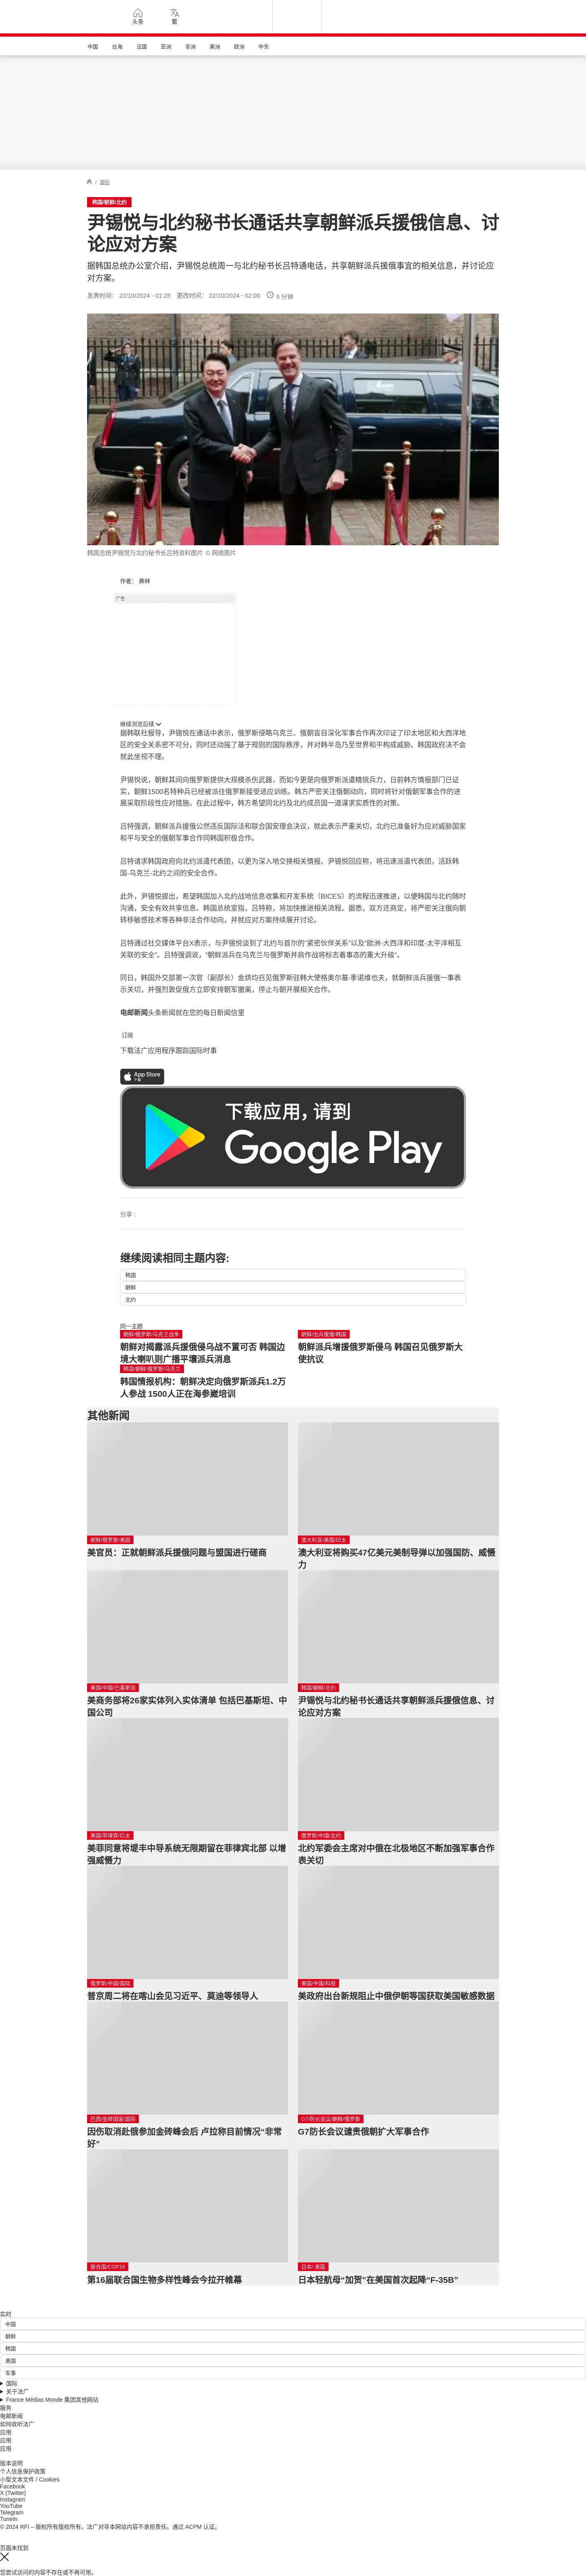 头条
繁
中国
台海
法国
亚洲
非洲
美洲
欧洲
中东
/ 国际
韩国/朝鲜/北约
尹锡悦与北约秘书长通话共享朝鲜派兵援俄信息、讨
论应对方案
据韩国总统办公室介绍，尹锡悦总统周一与北约秘书长吕特通电话，共享朝鲜派兵援俄事宜的相关信息，并讨论应
对方案。
发表时间： 22/10/2024 - 01:25 更改时间： 22/10/2024 - 02:00 5 分钟
韩国总统尹锡悦与北约秘书长吕特资料图片 © 网络图片
作者： 弗林
广告
继续浏览后续
据韩联社报导，尹锡悦在通话中表示，俄罗斯侵略乌克兰、俄朝盲目深化军事合作再次印证了印太地区和大西洋地
区的安全关系密不可分，同时还动摇了基于规则的国际秩序，并对韩半岛乃至世界和平构成威胁。韩国政府决不会
就此坐视不理。
尹锡悦说，朝鲜其间向俄罗斯提供大规模杀伤武器，而如今更是向俄罗斯派遣精锐兵力，日前韩方情报部门已证
实，朝鲜1500名特种兵已经被派往俄罗斯接受适应训练。韩方严密关注俄朝动向，同时将针对俄朝军事合作的进
展采取阶段性应对措施。在此过程中，韩方希望同北约及北约成员国一道谋求实质性的对策。
吕特强调，朝鲜派兵援俄公然违反国际法和联合国安理会决议，就此表示严重关切，北约已准备好为应对威胁国家
和平与安全的俄朝军事合作同韩国积极合作。
吕特请求韩国政府向北约派遣代表团，以更为深入地交换相关情报。尹锡悦回应称，将迅速派遣代表团，活跃韩
国-乌克兰-北约之间的安全合作。
此外，尹锡悦提出，希望韩国加入北约战地信息收集和开发系统（BICES）的流程迅速推进，以便韩国与北约随时
沟通，安全有效共享信息。韩国总统室指，吕特称，将加快推进相关流程。据悉，双方还商定，将严密关注俄向朝
转移敏感技术等各种非法合作动向，并就应对方案持续展开讨论。
吕特通过社交媒体平台X表示，与尹锡悦谈到了北约与首尔的“紧密伙伴关系”以及“欧洲-大西洋和印度-太平洋相互
关联的安全”。吕特强调说，“朝鲜派兵在乌克兰与俄罗斯并肩作战将标志着事态的重大升级”。
同日，韩国外交部第一次官（副部长）金烘均召见俄罗斯驻韩大使格奥尔基·季诺维也夫，就朝鲜派兵援俄一事表
示关切，并强烈敦促俄方立即安排朝军撤离，停止与朝开展相关合作。
电邮新闻头条新闻就在您的每日新闻信里
订阅
下载法广应用程序跟踪国际时事
App Store
下载
下载应用，请到
Google Play
分享 :
继续阅读相同主题内容:
韩国
朝鲜
北约
同一主题
朝鲜/俄罗斯/乌克兰战争
朝鲜对揭露派兵援俄侵乌战不置可否 韩国边
境大喇叭则广播平壤派兵消息
朝鲜/出兵援俄/韩国
朝鲜派兵增援俄罗斯侵乌 韩国召见俄罗斯大
使抗议
韩国/朝鲜/俄罗斯/乌克兰
韩国情报机构：朝鲜决定向俄罗斯派兵1.2万
人参战 1500人正在海参崴培训
其他新闻
朝鲜/俄罗斯/美国
美官员：正就朝鲜派兵援俄问题与盟国进行磋商
澳大利亚/美国/印太
澳大利亚将购买47亿美元美制导弹以加强国防、威慑
力
美国/中国/巴基斯坦
美商务部将26家实体列入实体清单 包括巴基斯坦、中
国公司
韩国/朝鲜/北约
尹锡悦与北约秘书长通话共享朝鲜派兵援俄信息、讨
论应对方案
美国/菲律宾/印太
美菲同意将堤丰中导系统无限期留在菲律宾北部 以增
强威慑力
俄罗斯/中国/北约
北约军委会主席对中俄在北极地区不断加强军事合作
表关切
俄罗斯/中国/国际
普京周二将在喀山会见习近平、莫迪等领导人
美国/中国/科技
美政府出台新规阻止中俄伊朝等国获取美国敏感数据
巴西/金砖国家/国际
因伤取消赴俄参加金砖峰会后 卢拉称目前情况“非常
好”
G7/防长会议/朝鲜/俄罗斯
G7防长会议谴责俄朝扩大军事合作
联合国/COP16
第16届联合国生物多样性峰会今拉开帷幕
日本/ 美国
日本轻航母“加贺”在美国首次起降“F-35B”
实时
中国
朝鲜
韩国
美国
军事
国际
关于法广
France Médias Monde 集团其他网站
服务
电邮新闻
如何收听法广
应用
应用
应用
版本说明
个人信息保护政策
小型文本文件 / Cookies
Facebook
X (Twitter)
Instagram
YouTube
Telegram
TuneIn
© 2024 RFI – 版权所有版权所有。法广对非本网站内容不承担责任。通过 ACPM 认证。
页面未找到
您尝试访问的内容不存在或不再可用。